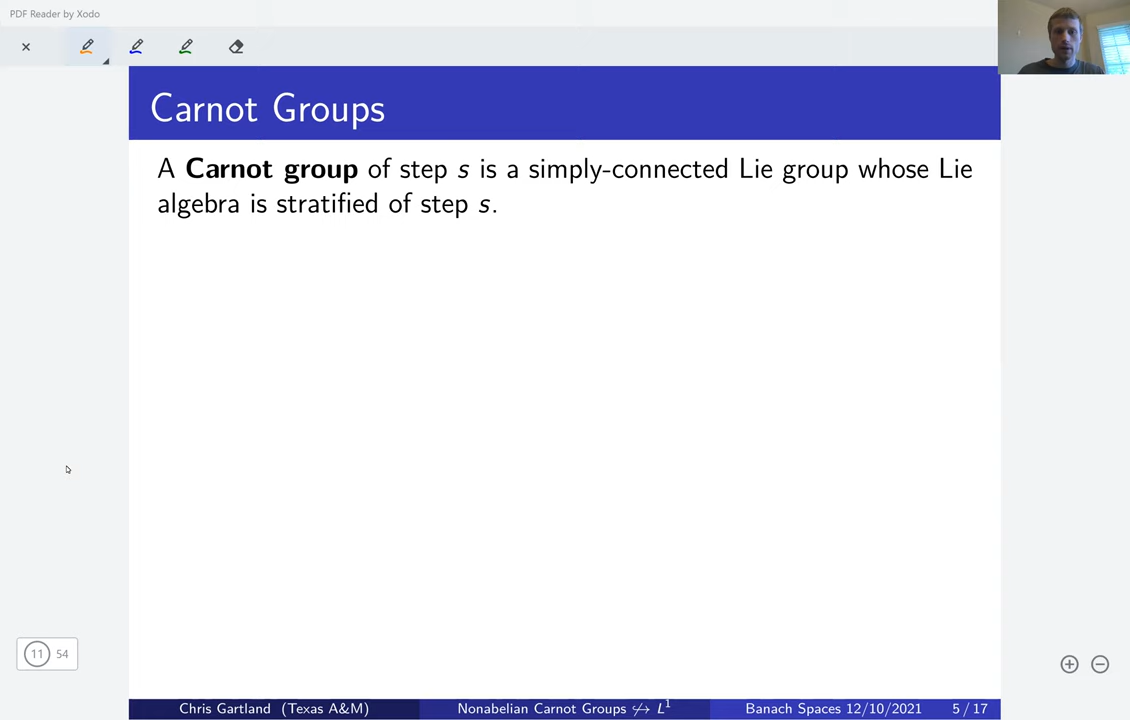 PDF Reader by Xodo
Carnot Groups
A Carnot group of step s is a simply-connected Lie group whose Lie
algebra is stratified of step s.
11 54
Chris Gartland (Texas A&M) Nonabelian Carnot Groups ↪̸ L¹ Banach Spaces 12/10/2021 5 / 17